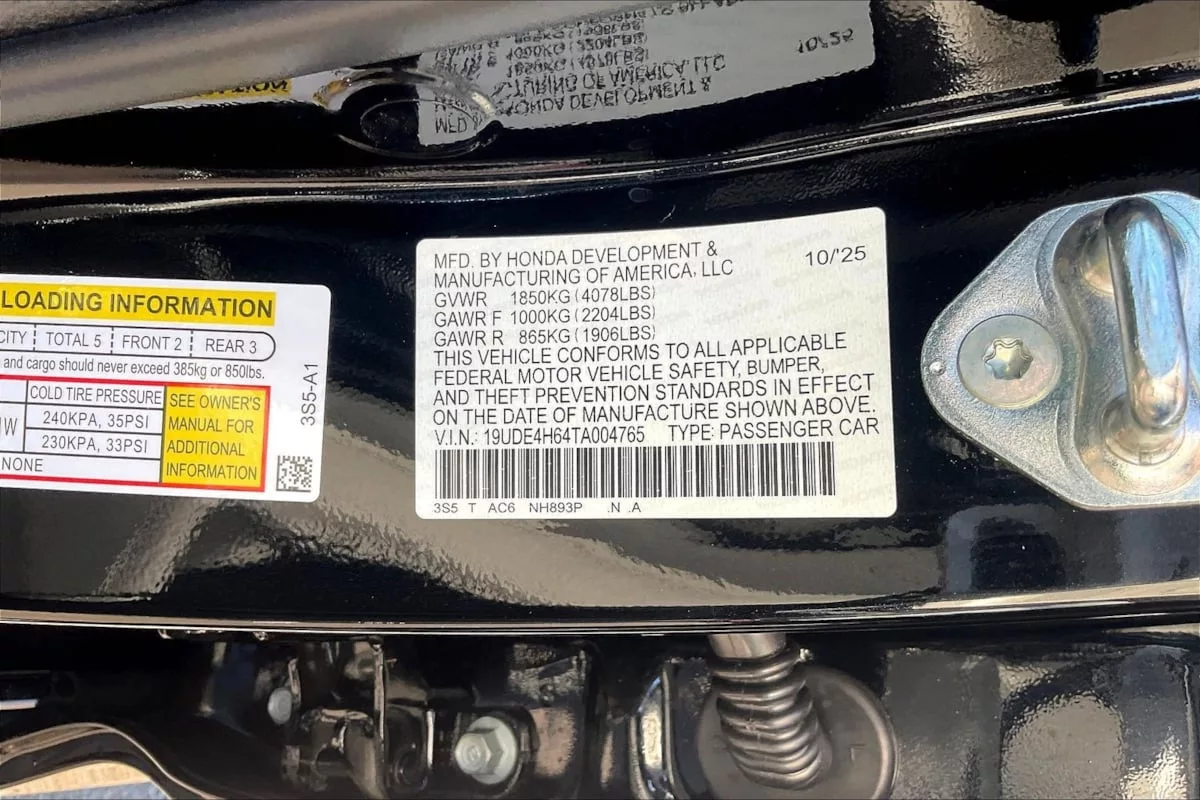 10/'25
MFD. BY HONDA DEVELOPMENT &
MANUFACTURING OF AMERICA, LLC
GVWR 1850KG (4078LBS)
GAWR F 1000KG (2204LBS)
GAWR R 865KG (1906LBS)
THIS VEHICLE CONFORMS TO ALL APPLICABLE
FEDERAL MOTOR VEHICLE SAFETY, BUMPER,
AND THEFT PREVENTION STANDARDS IN EFFECT
ON THE DATE OF MANUFACTURE SHOWN ABOVE.
V.I.N.: 19UDE4H64TA004765 TYPE: PASSENGER CAR
3S5 T AC6 NH893P .N .A
LOADING INFORMATION
TOTAL 5 FRONT 2 REAR 3
and cargo should never exceed 385kg or 850lbs.
COLD TIRE PRESSURE
240KPA, 35PSI
230KPA, 33PSI
NONE
SEE OWNER'S
MANUAL FOR
ADDITIONAL
INFORMATION
3S5-A1